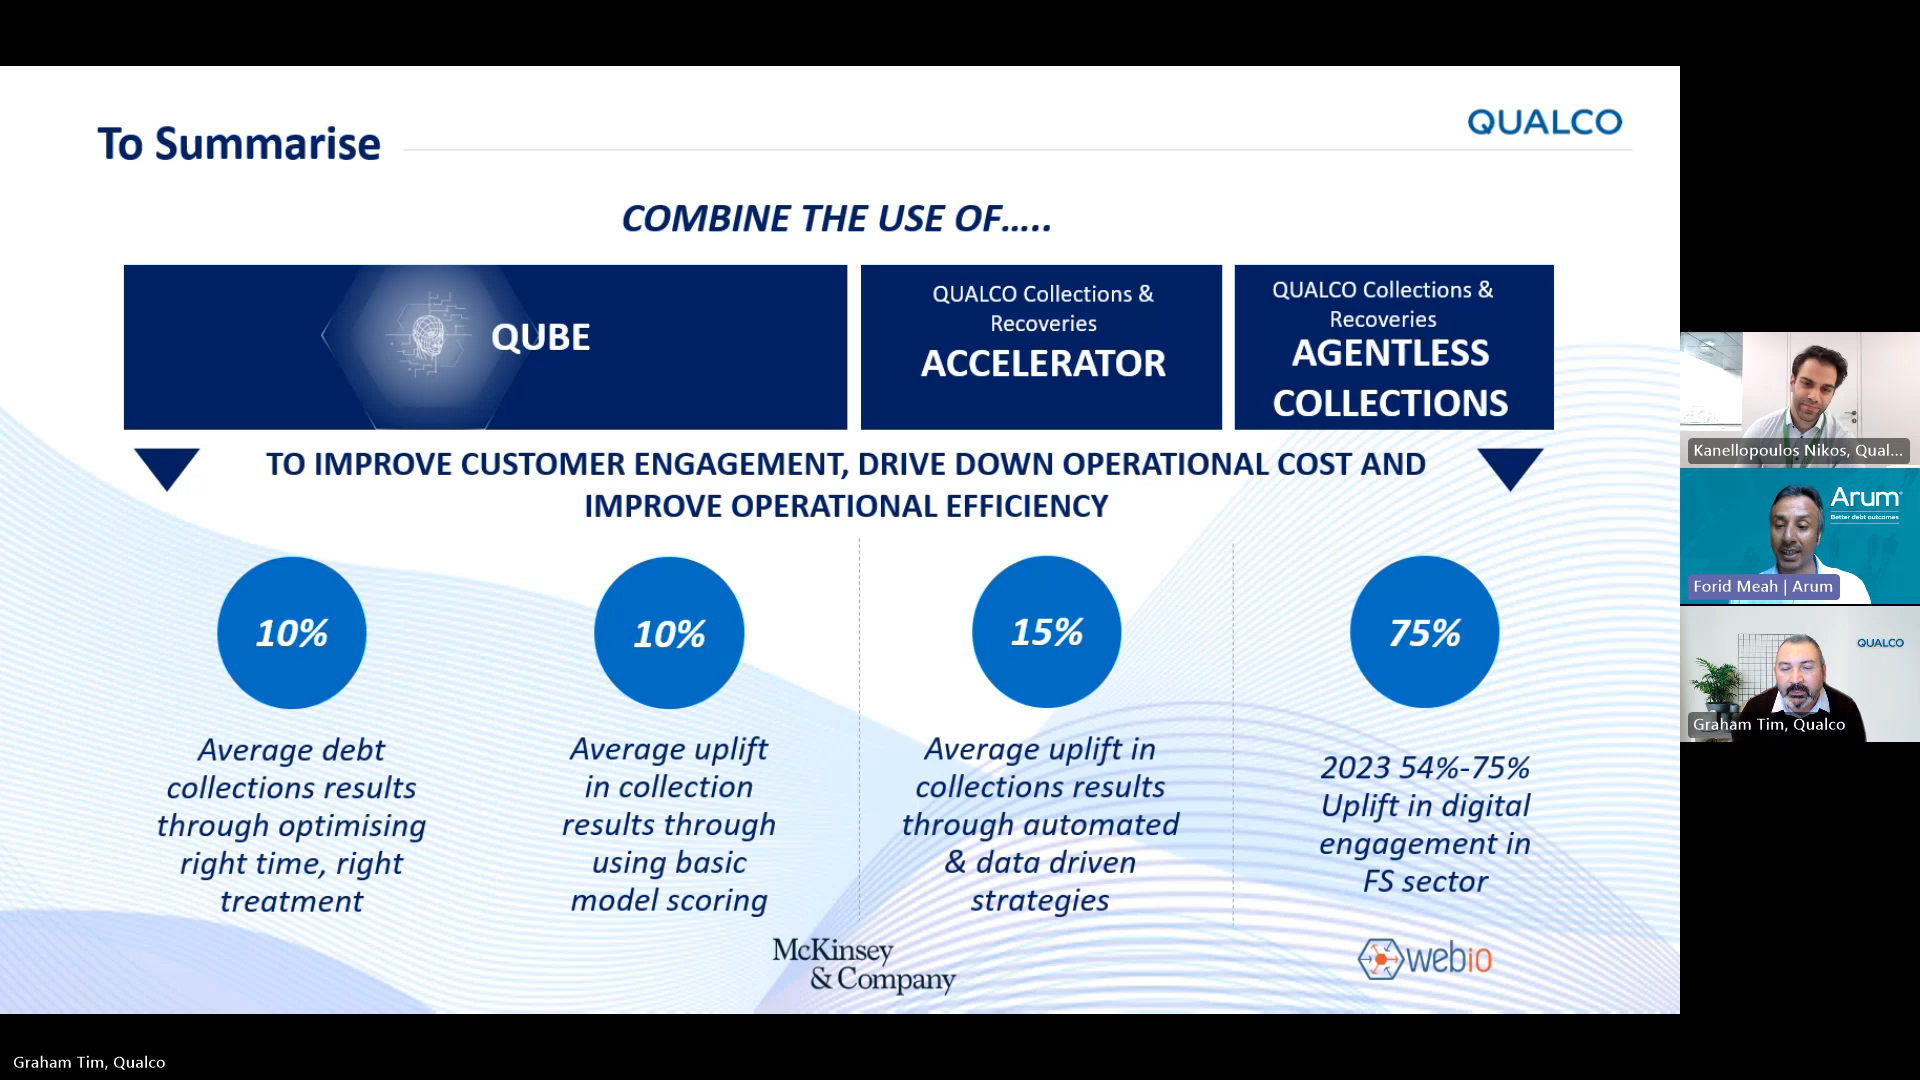 To Summarise
QUALCO
COMBINE THE USE OF.....
QUBE
QUALCO Collections &
Recoveries
ACCELERATOR
QUALCO Collections &
Recoveries
AGENTLESS
COLLECTIONS
TO IMPROVE CUSTOMER ENGAGEMENT, DRIVE DOWN OPERATIONAL COST AND
IMPROVE OPERATIONAL EFFICIENCY
10%
Average debt
collections results
through optimising
right time, right
treatment
10%
Average uplift
in collection
results through
using basic
model scoring
15%
Average uplift in
collections results
through automated
& data driven
strategies
75%
2023 54%-75%
Uplift in digital
engagement in
FS sector
McKinsey
& Company
webio
Kanellopoulos Nikos, Qual...
Arum
Better debt outcomes
Forid Meah | Arum
QUALCO
Graham Tim, Qualco
Graham Tim, Qualco